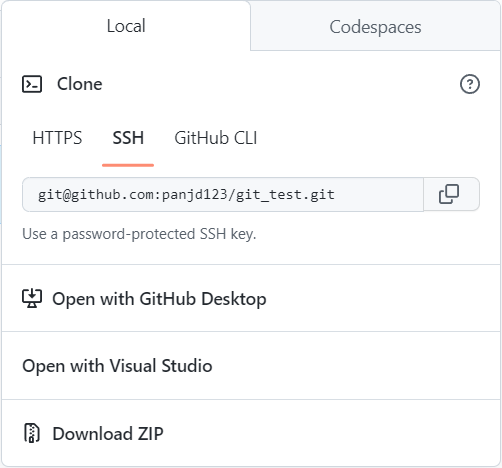 Local
Codespaces
Clone
HTTPS
SSH
GitHub CLI
git@github.com:panjd123/git_test.git
Use a password-protected SSH key.
Open with GitHub Desktop
Open with Visual Studio
Download ZIP